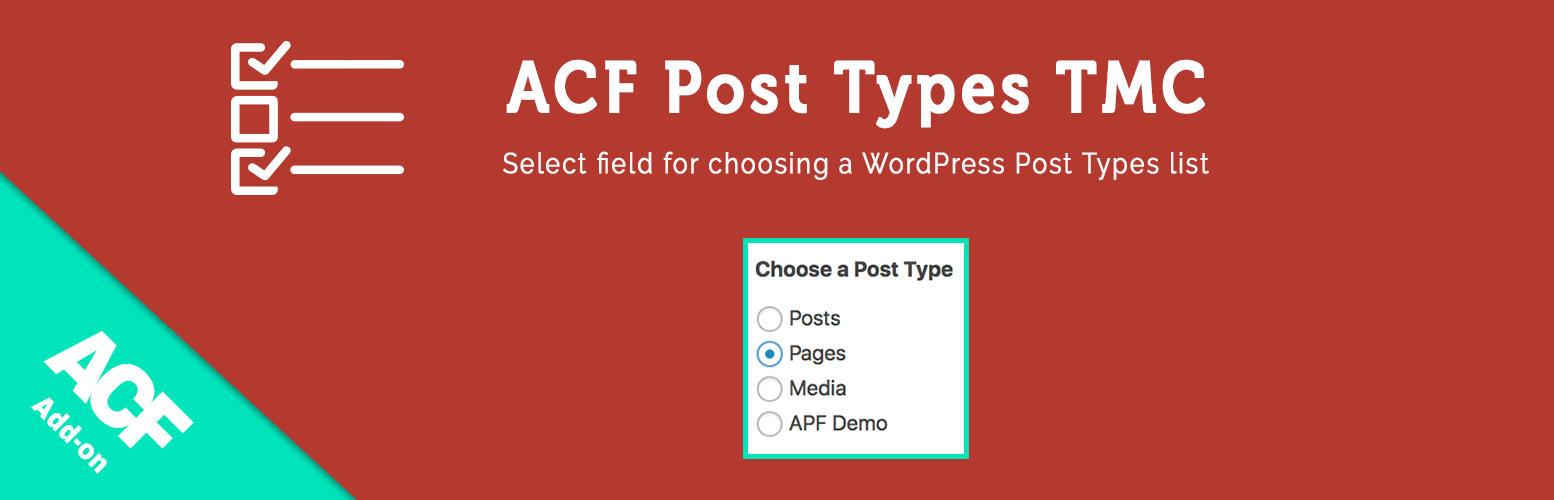 ACF Post Types TMC
Select field for choosing a WordPress Post Types list
Choose a Post Type
Posts
Pages
Media
APF Demo
ACF
Add-on